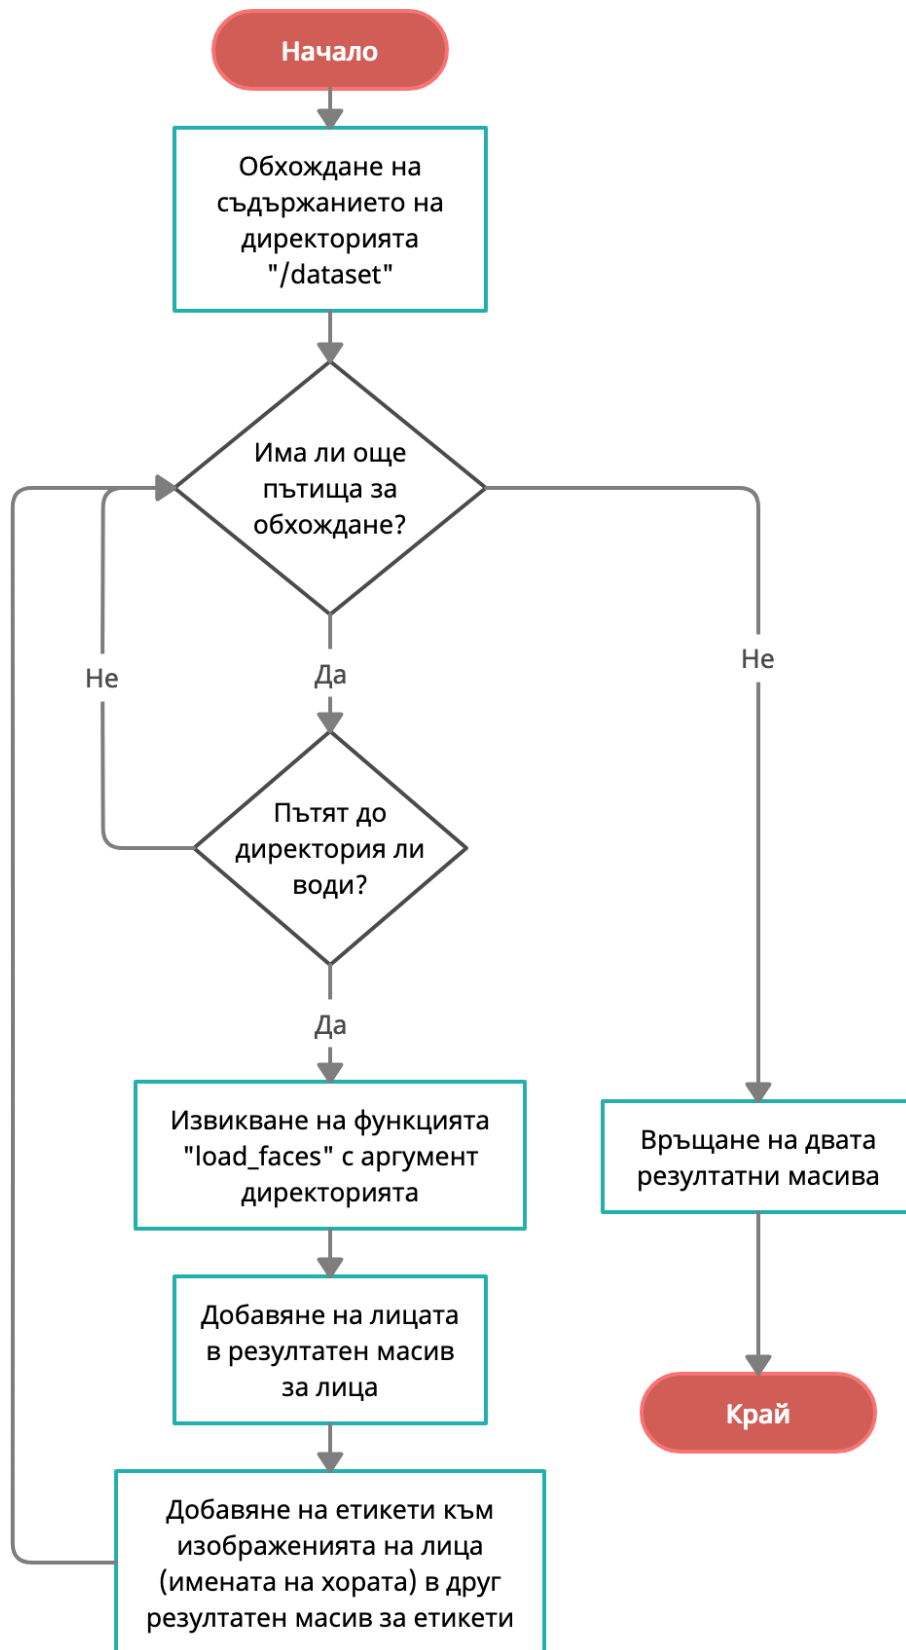 Начало
Обхождане на
съдържанието на
директорията
"/dataset"
Има ли още
пътища за
обхождане?
Не
Да
Не
Пътят до
директория ли
води?
Да
Извикване на функцията
"load_faces" с аргумент
директорията
Връщане на двата
резултатни масива
Добавяне на лицата
в резултатен масив
за лица
Край
Добавяне на етикети към
изображенията на лица
(имената на хората) в друг
резултатен масив за етикети